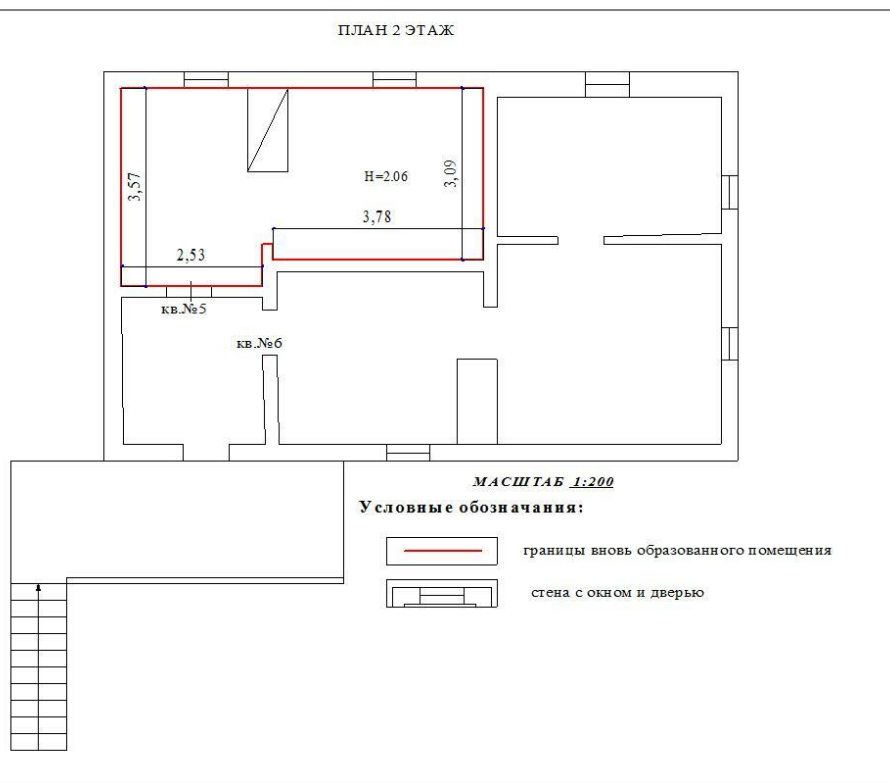 ПЛАН 2 ЭТАЖ
3,57
H=2.06
3,09
3,78
2,53
кв.№5
кв.№6
МАСШТАБ 1:200
Условные обозначания:
границы вновь образованного помещения
стена с окном и дверью